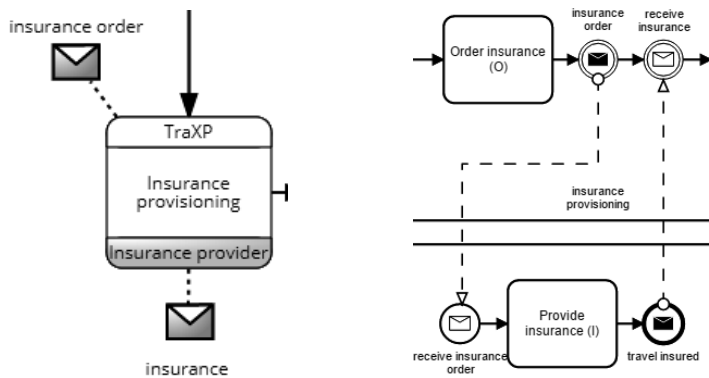 insurance order
TraXP
Insurance
provisioning
Insurance provider
insurance
insurance
order
receive
insurance
Order insurance
(O)
insurance
provisioning
Provide
insurance (I)
receive insurance
order
travel insured